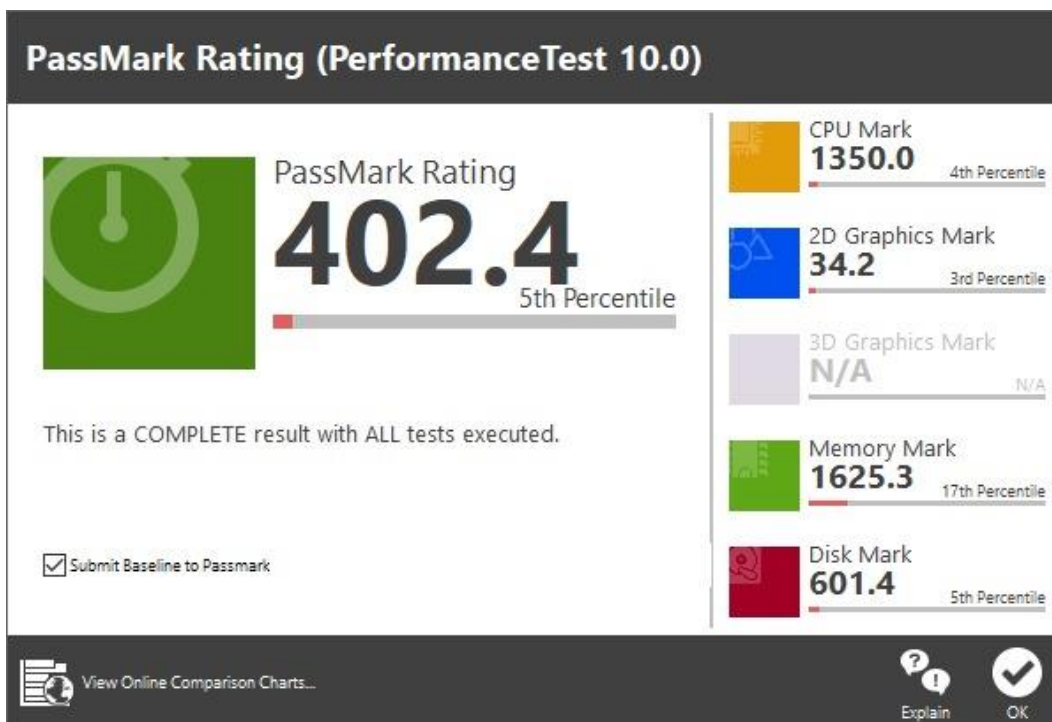 PassMark Rating (PerformanceTest 10.0)
PassMark Rating
402.4
5th Percentile
This is a COMPLETE result with ALL tests executed.
Submit Baseline to Passmark
CPU Mark
1350.0
4th Percentile
2D Graphics Mark
34.2
3rd Percentile
3D Graphics Mark
N/A
N/A
Memory Mark
1625.3
17th Percentile
Disk Mark
601.4
5th Percentile
View Online Comparison Charts...
? !
Explain
OK